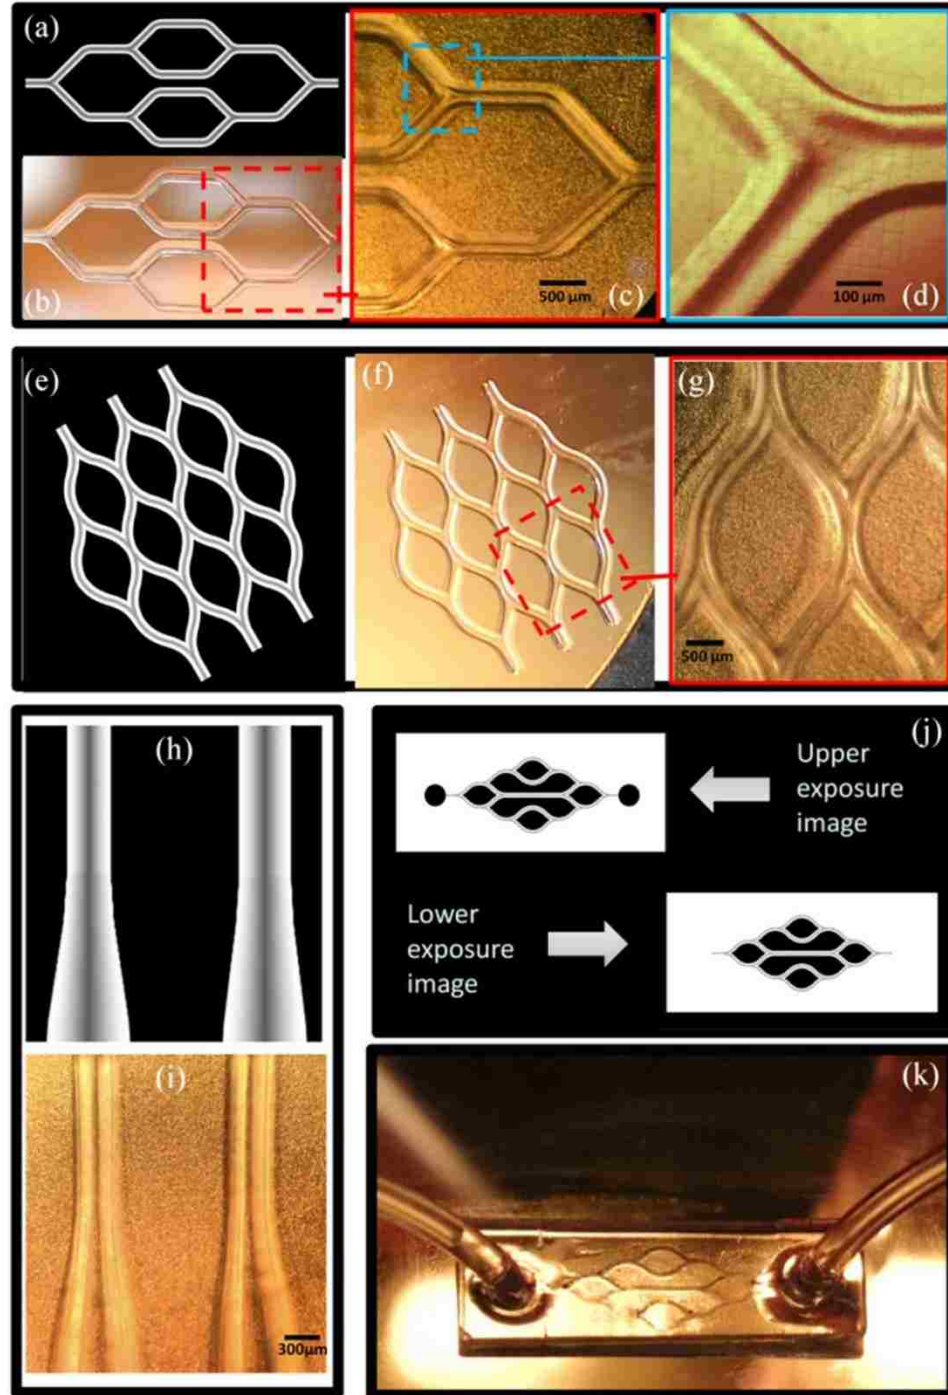 (a)
(b)
500 µm
(c)
100 µm
(d)
(e)
(f)
(g)
500 µm
(h)
(j)
Upper
exposure
image
Lower
exposure
image
(i)
300µm
(k)